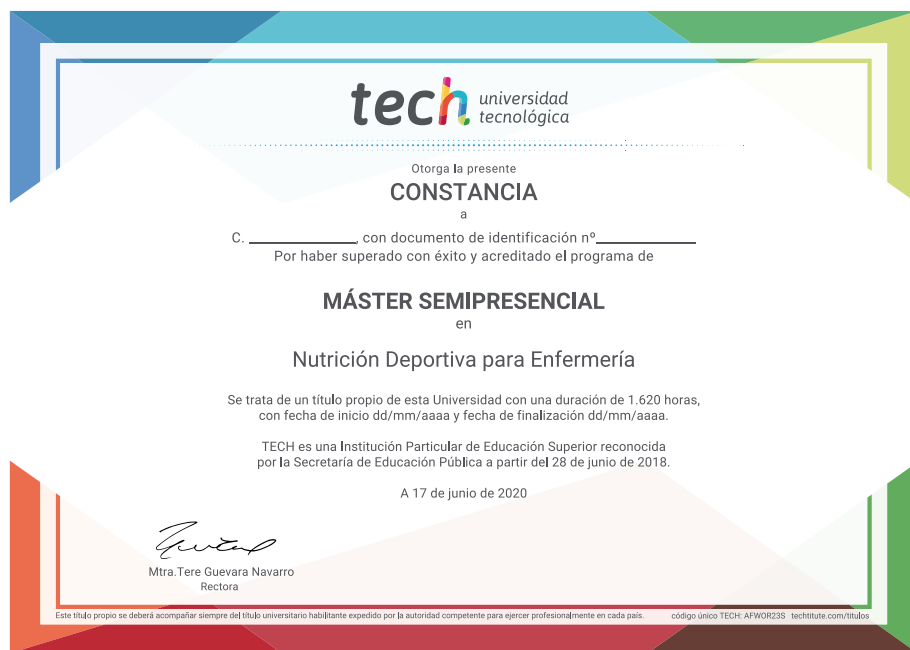 tech universidad
tecnológica
Otorga la presente
CONSTANCIA
a
C. ____________, con documento de identificación nº____________
Por haber superado con éxito y acreditado el programa de
MÁSTER SEMIPRESENCIAL
en
Nutrición Deportiva para Enfermería
Se trata de un título propio de esta Universidad con una duración de 1.620 horas,
con fecha de inicio dd/mm/aaaa y fecha de finalización dd/mm/aaaa.
TECH es una Institución Particular de Educación Superior reconocida
por la Secretaría de Educación Pública a partir del 28 de junio de 2018.
A 17 de junio de 2020
Mtra.Tere Guevara Navarro
Rectora
Este título propio se deberá acompañar siempre del título universitario habilitante expedido por la autoridad competente para ejercer profesionalmente en cada país. código único TECH: AFWOR23S techtitute.com/titulos